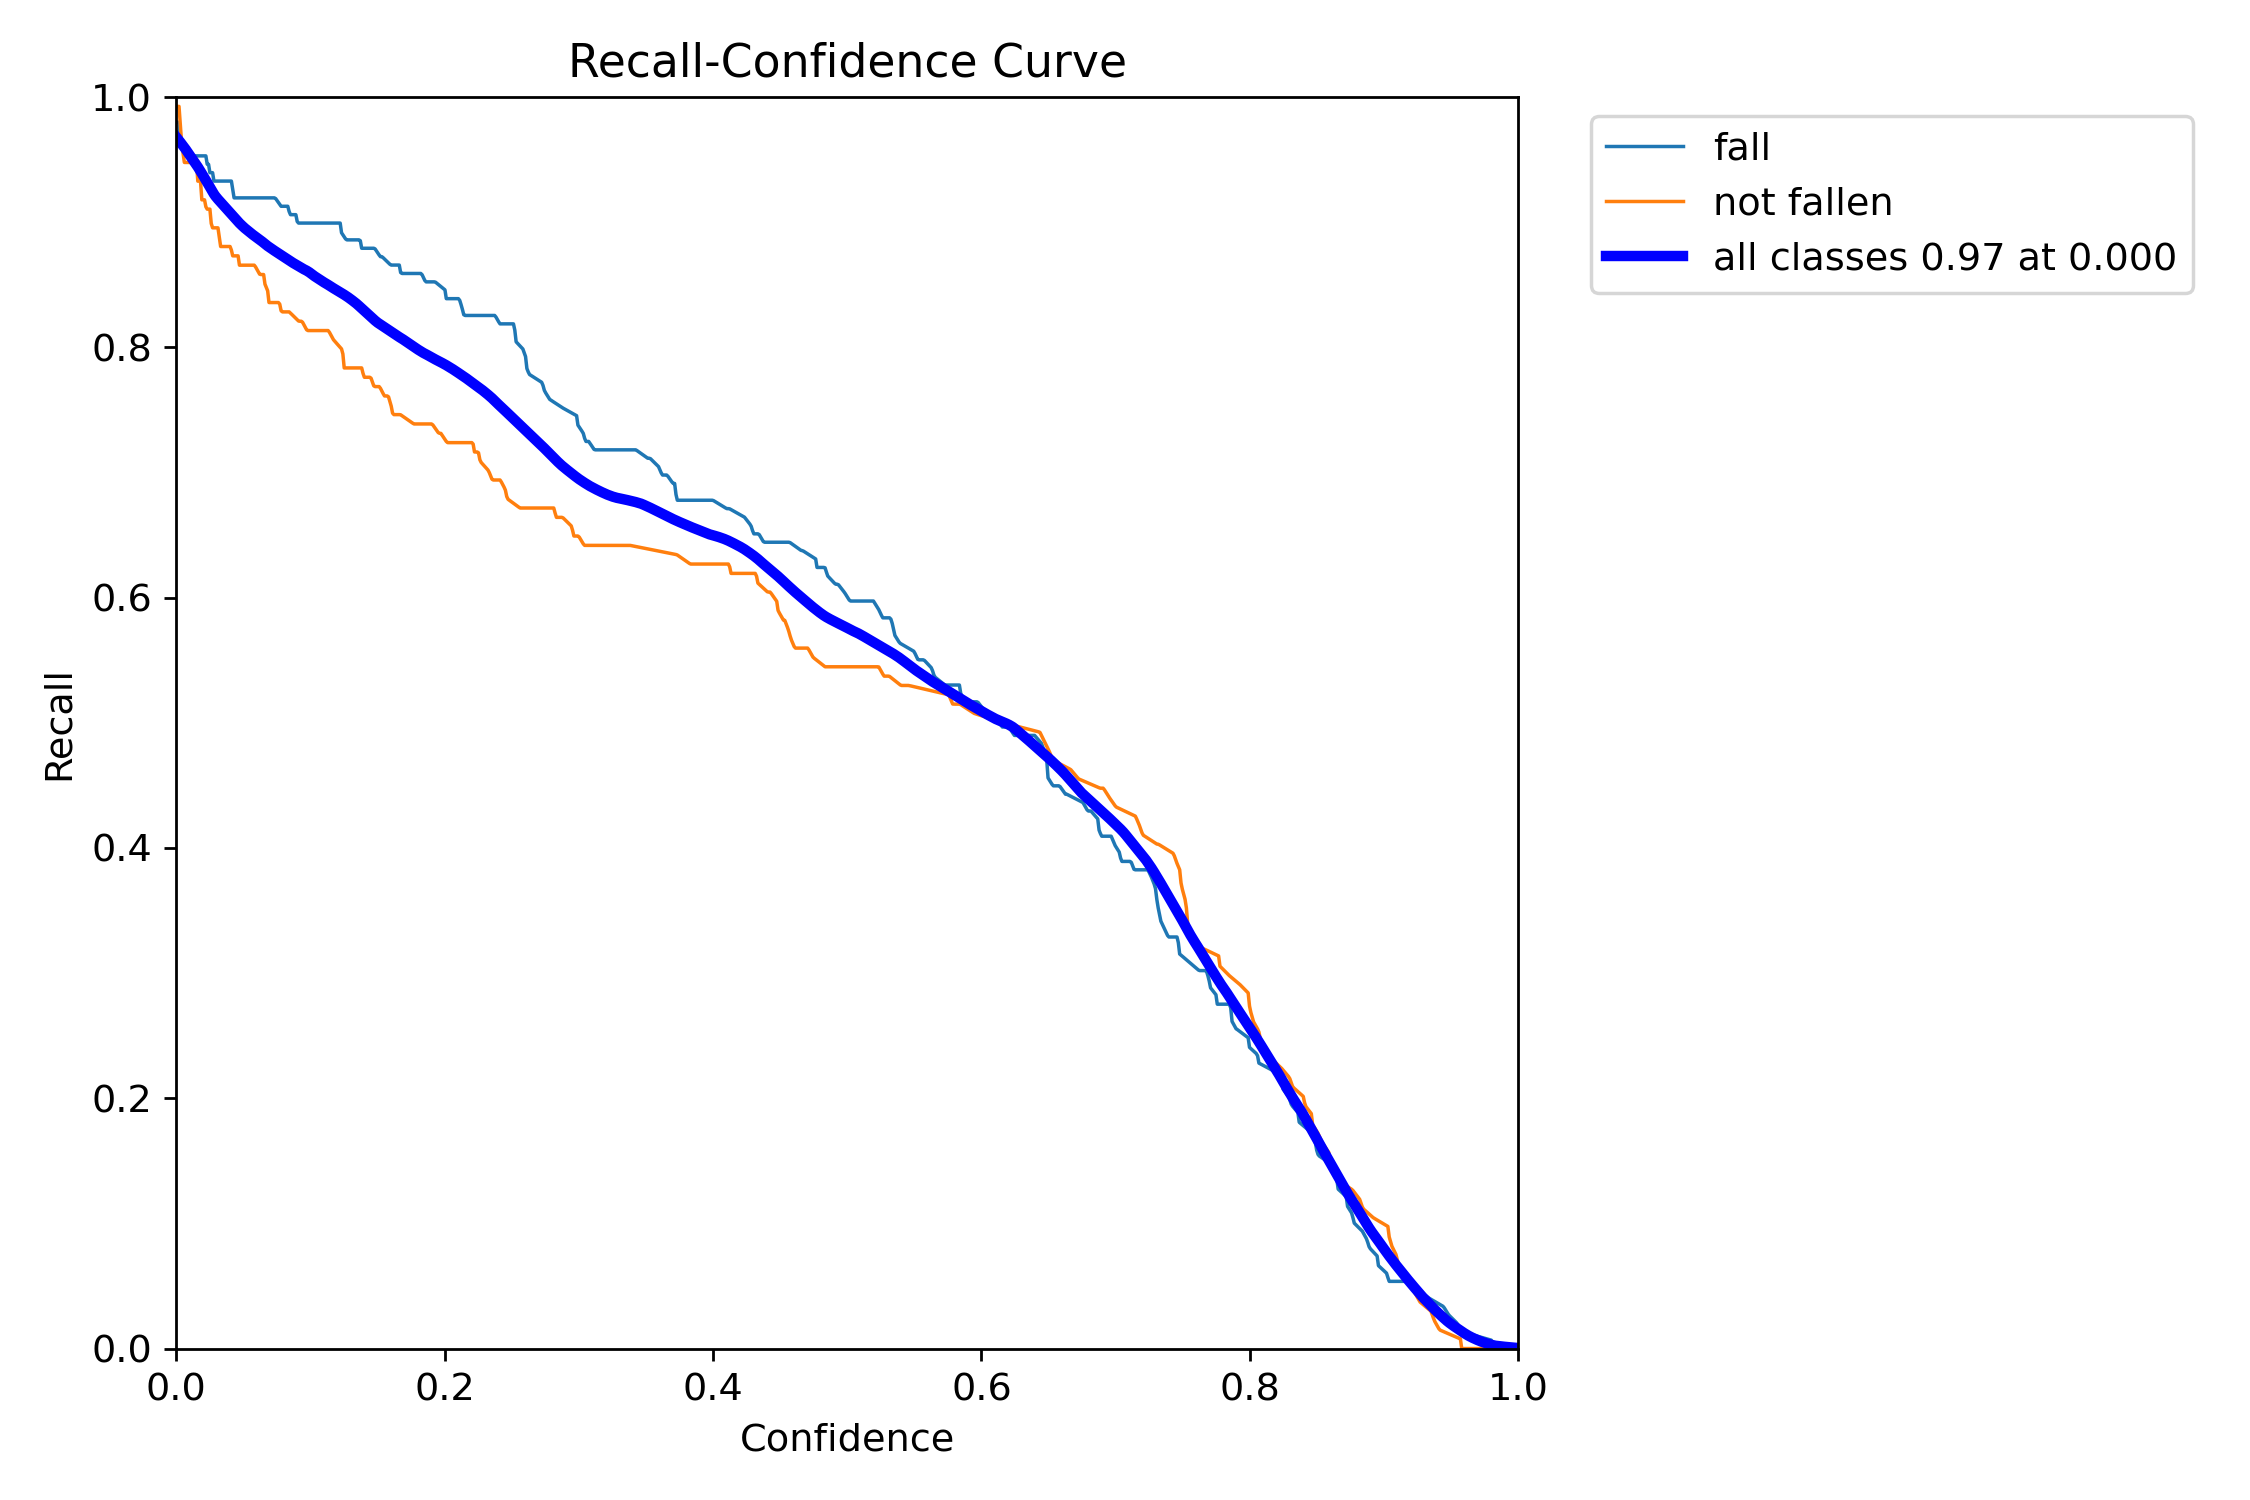 Recall-Confidence Curve
1.0
0.8
0.6
0.4
0.2
0.0
Recall
0.0 0.2 0.4 0.6 0.8 1.0
Confidence
fall
not fallen
all classes 0.97 at 0.000